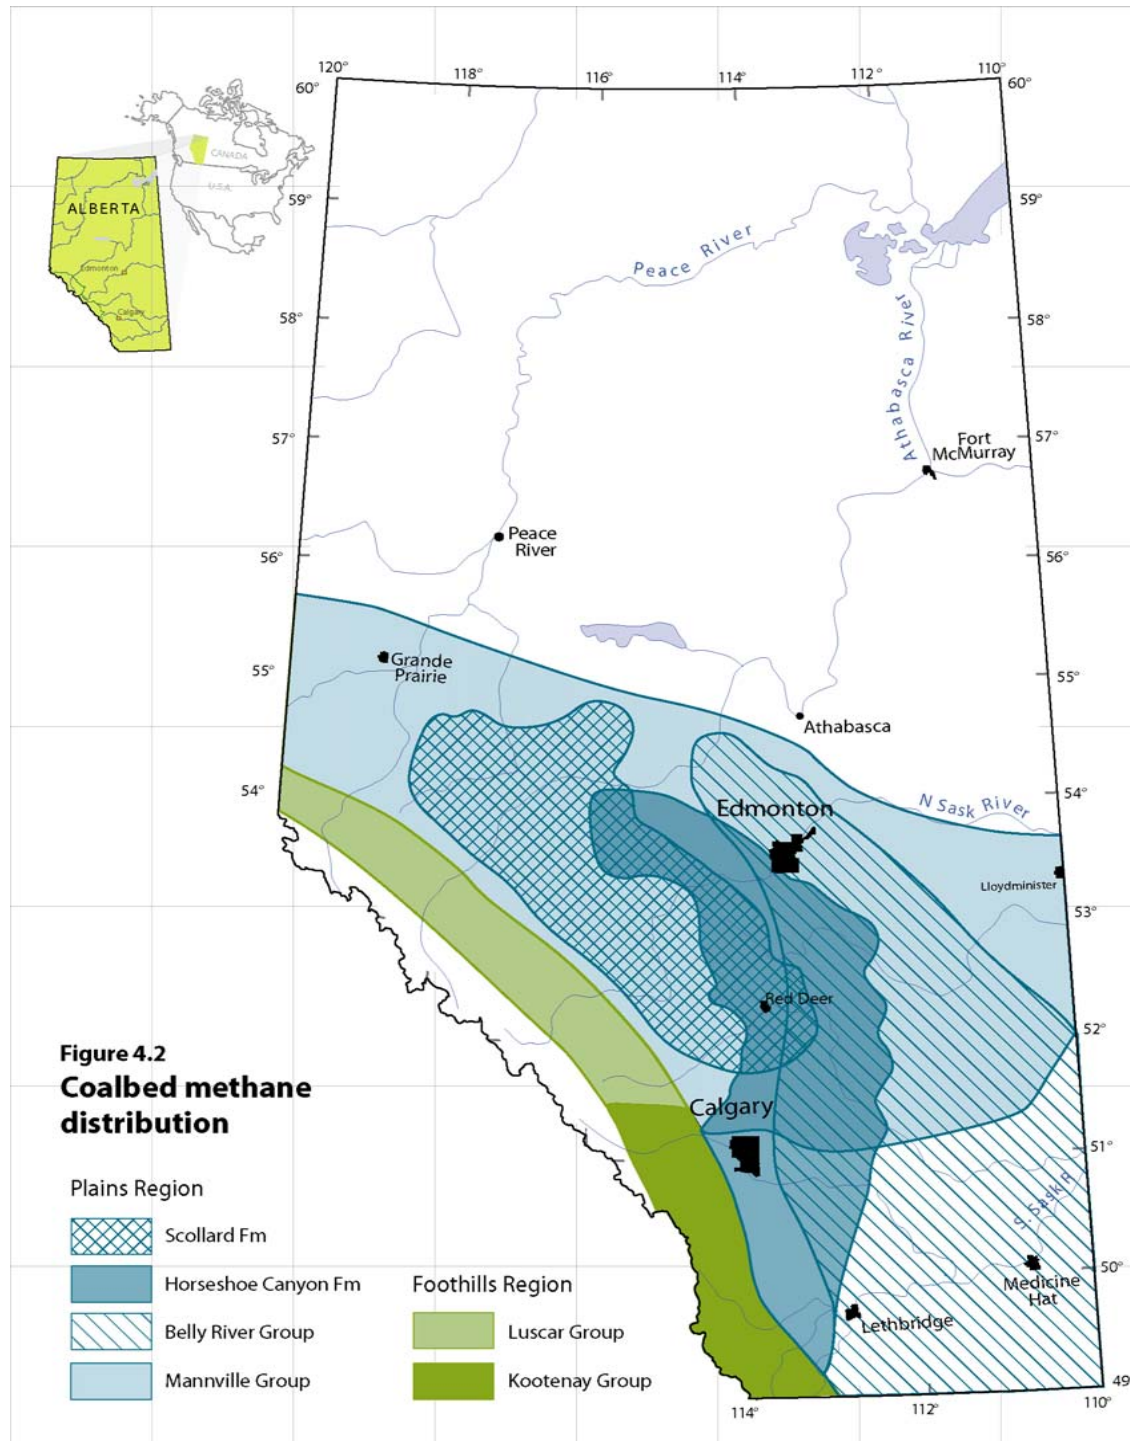 120°
118°
116°
114°
112°
110°
60°
60°
CANADA
U.S.A.
ALBERTA
Edmonton
Calgary
59°
59°
Peace River
58°
58°
Athabasca River
57°
57°
Fort
McMurray
Peace
River
56°
56°
55°
55°
Grande
Prairie
Athabasca
54°
54°
N Sask River
Edmonton
Lloydminister
53°
Red Deer
52°
Calgary
51°
S. Sask R
50°
Medicine
Hat
Lethbridge
49°
114°
112°
110°
Figure 4.2
Coalbed methane
distribution
Plains Region
Scollard Fm
Horseshoe Canyon Fm
Belly River Group
Mannville Group
Foothills Region
Luscar Group
Kootenay Group